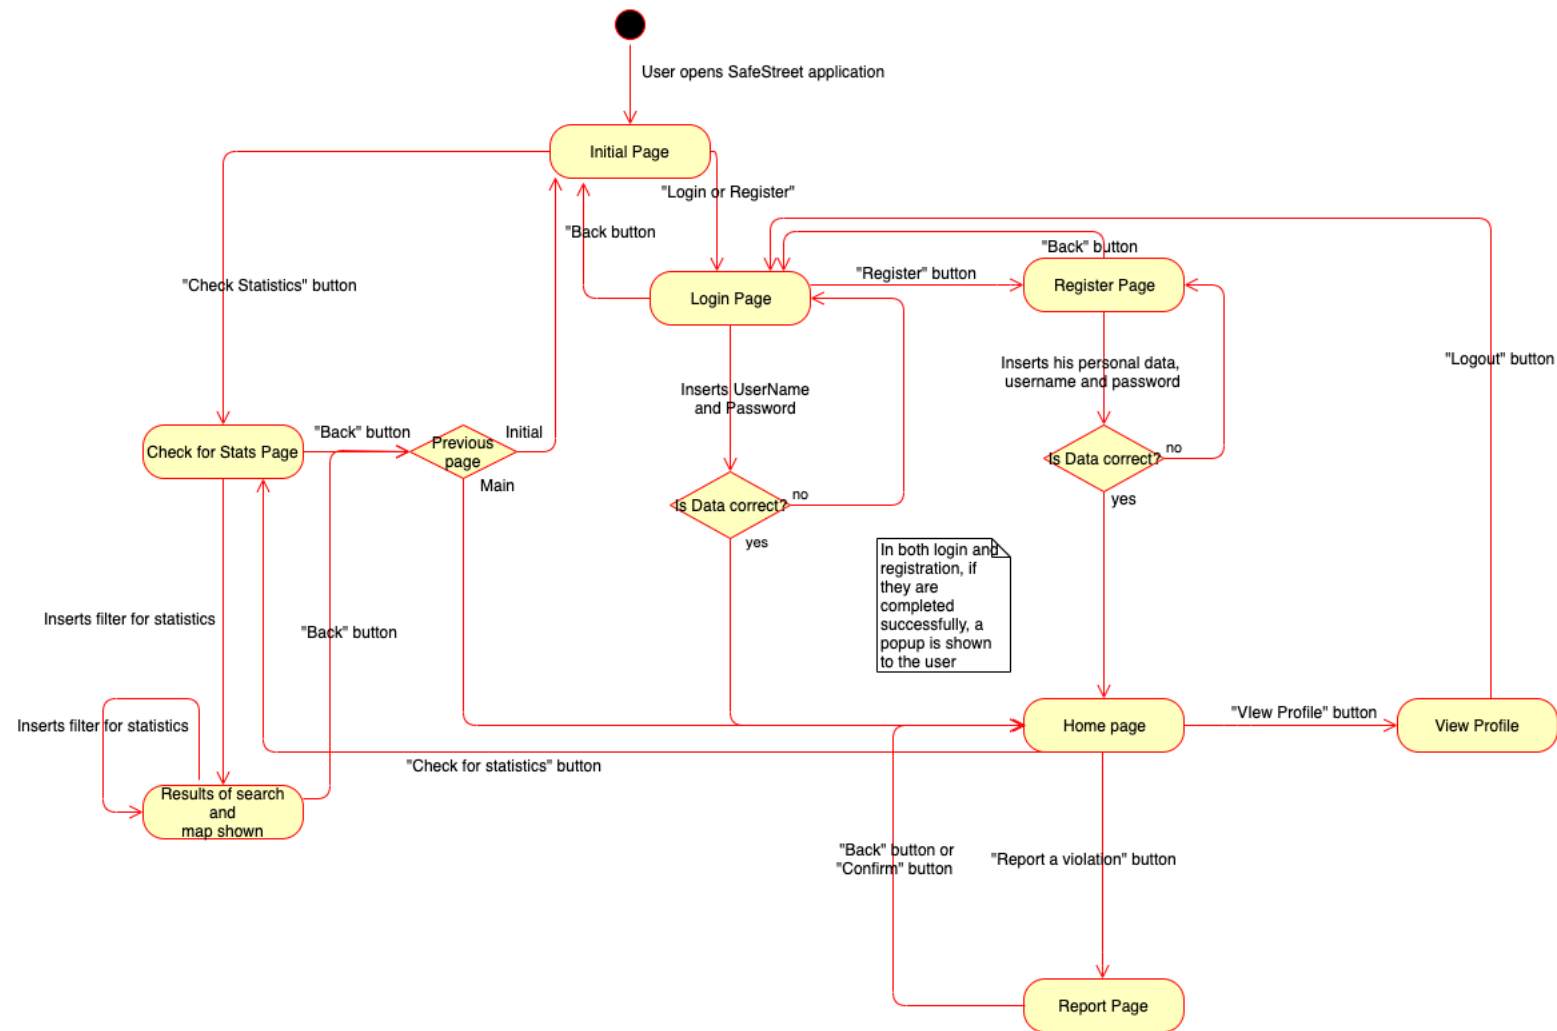 User opens SafeStreet application
Initial Page
"Login or Register"
"Back button
"Back" button
"Check Statistics" button
"Register" button
Login Page
Register Page
"Logout" button
Inserts his personal data,
username and password
Inserts UserName
and Password
"Back" button
Initial
Check for Stats Page
Previous
page
Main
Is Data correct?
no
yes
Is Data correct?
no
yes
In both login and
registration, if
they are
completed
successfully, a
popup is shown
to the user
Inserts filter for statistics
"Back" button
Inserts filter for statistics
Home page
"VIew Profile" button
View Profile
"Check for statistics" button
Results of search
and
map shown
"Back" button or
"Confirm" button
"Report a violation" button
Report Page